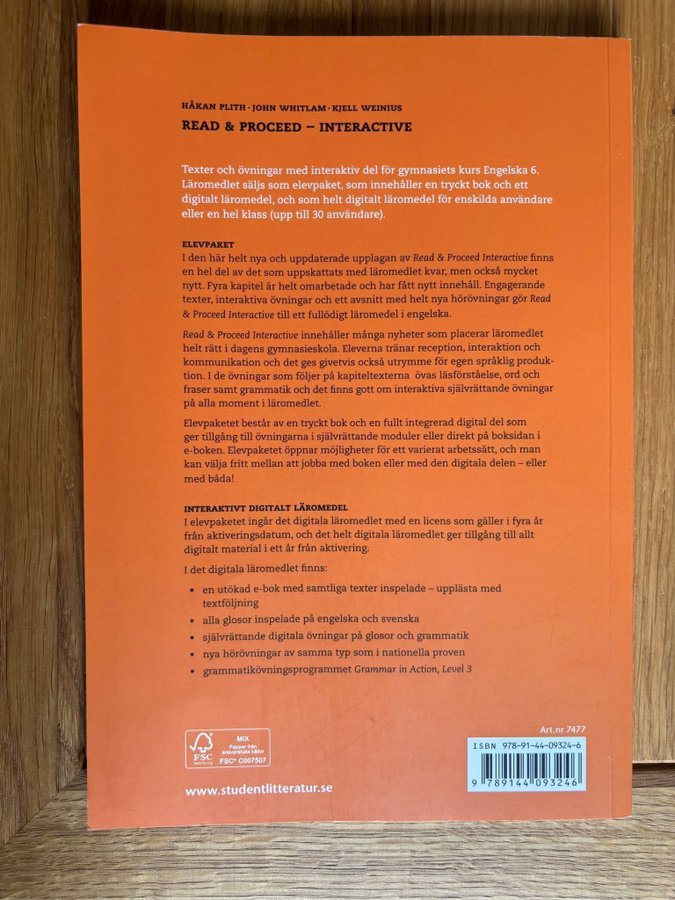 HÅKAN PLITH · JOHN WHITLAM · KJELL WEINIUS
READ & PROCEED – INTERACTIVE
Texter och övningar med interaktiv del för gymnasiets kurs Engelska 6.
Läromedlet säljs som elevpaket, som innehåller en tryckt bok och ett
digitalt läromedel, och som helt digitalt läromedel för enskilda användare
eller en hel klass (upp till 30 användare).
ELEVPAKET
I den här helt nya och uppdaterade upplagan av Read & Proceed Interactive finns
en hel del av det som uppskattats med läromedlet kvar, men också mycket
nytt. Fyra kapitel är helt omarbetade och har fått nytt innehåll. Engagerande
texter, interaktiva övningar och ett avsnitt med helt nya hörövningar gör Read
& Proceed Interactive till ett fullödigt läromedel i engelska.
Read & Proceed Interactive innehåller många nyheter som placerar läromedlet
helt rätt i dagens gymnasieskola. Eleverna tränar reception, interaktion och
kommunikation och det ges givetvis också utrymme för egen språklig produk-
tion. I de övningar som följer på kapiteltexterna övas läsförståelse, ord och
fraser samt grammatik och det finns gott om interaktiva självrättande övningar
på alla moment i läromedlet.
Elevpaketet består av en tryckt bok och en fullt integrerad digital del som
ger tillgång till övningarna i självrättande moduler eller direkt på boksidan i
e-boken. Elevpaketet öppnar möjligheter för ett varierat arbetssätt, och man
kan välja fritt mellan att jobba med boken eller med den digitala delen – eller
med båda!
INTERAKTIVT DIGITALT LÄROMEDEL
I elevpaketet ingår det digitala läromedlet med en licens som gäller i fyra år
från aktiveringsdatum, och det helt digitala läromedlet ger tillgång till allt
digitalt material i ett år från aktivering.
I det digitala läromedlet finns:
• en utökad e-bok med samtliga texter inspelade – upplästa med
textföljning
• alla glosor inspelade på engelska och svenska
• självrättande digitala övningar på glosor och grammatik
• nya hörövningar av samma typ som i nationella proven
• grammatikövningsprogrammet Grammar in Action, Level 3
Art.nr 7477
ISBN 978-91-44-09324-6
9 789144 093246
FSC
www.fsc.org
MIX
Papper från
ansvarsfulla källor
FSC® C007507
www.studentlitteratur.se